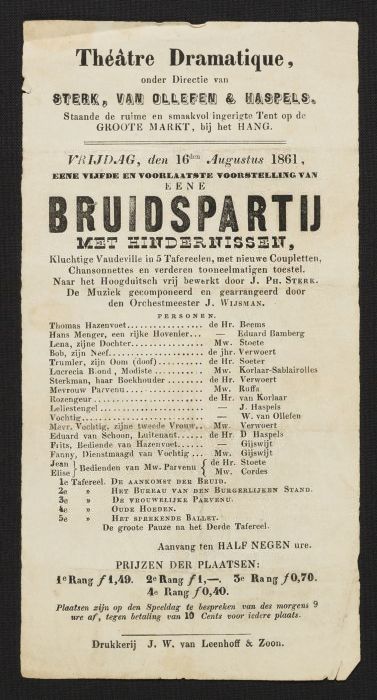 Théâtre Dramatique,
onder Directie van
STERK, VAN OLLEFEN & HASPELS.
Staande de ruime en smaakvol ingerigte Tent op de
GROOTE MARKT, bij het HANG.
VRIJDAG, den 16den Augustus 1861,
EENE VIJFDE EN VOORLAATSTE VOORSTELLING VAN
EENE
BRUIDSPARTIJ
MET HINDERNISSEN,
Kluchtige Vaudeville in 5 Tafereelen, met nieuwe Coupletten,
Chansonnettes en verderen tooneelmatigen toestel.
Naar het Hoogduitsch vrij bewerkt door J. PH. STERK.
De Muziek gecomponeerd en gearrangeerd door
den Orchestmeester J. WIJSMAN.
PERSONEN.
Thomas Hazenvoet de Hr. Beems
Hans Menger, een rijke Hovenier — Eduard Bamberg
Lena, zijne Dochter Mw. Stoete
Bob, zijn Neef de jhr. Verwoert
Trumler, zijn Oom (doof) de Hr. Soeter
Lucrecia Blond, Modiste Mw. Korlaar-Sablairolles
Sterkman, haar Boekhouder de Hr. Verwoert
Mevrouw Parvenu Mw. Ruffa
Rozengeur de Hr. van Korlaar
Leliestengel — J. Haspels
Vochtig — W. van Ollefen
Mevr. Vochtig, zijne tweede Vrouw Mw. Verwoert
Eduard van Schoon, Luitenant de Hr. D Haspels
Frits, Bediende van Hazenvoet — Gijswijt
Fanny, Dienstmaagd van Vochtig Mw. Gijswijt
Jean } Bedienden van Mw. Parvenu { de Hr. Stoete
Elise } Mw. Cordes
1e Tafereel. DE AANKOMST DER BRUID.
2e » HET BUREAU VAN DEN BURGERLIJKEN STAND.
3e » DE VROUWELIJKE PARVENU.
4e » OUDE HOEDEN.
5e » HET SPREKENDE BALLET.
De groote Pauze na het Derde Tafereel.
Aanvang ten HALF NEGEN ure.
PRIJZEN DER PLAATSEN:
1e Rang f 1,49. 2e Rang f 1,—. 3e Rang f 0,70.
4e Rang f 0,40.
Plaatsen zijn op den Speeldag te bespreken van des morgens 9
ure af, tegen betaling van 10 Cents voor iedere plaats.
Drukkerij J. W. van Leenhoff & Zoon.